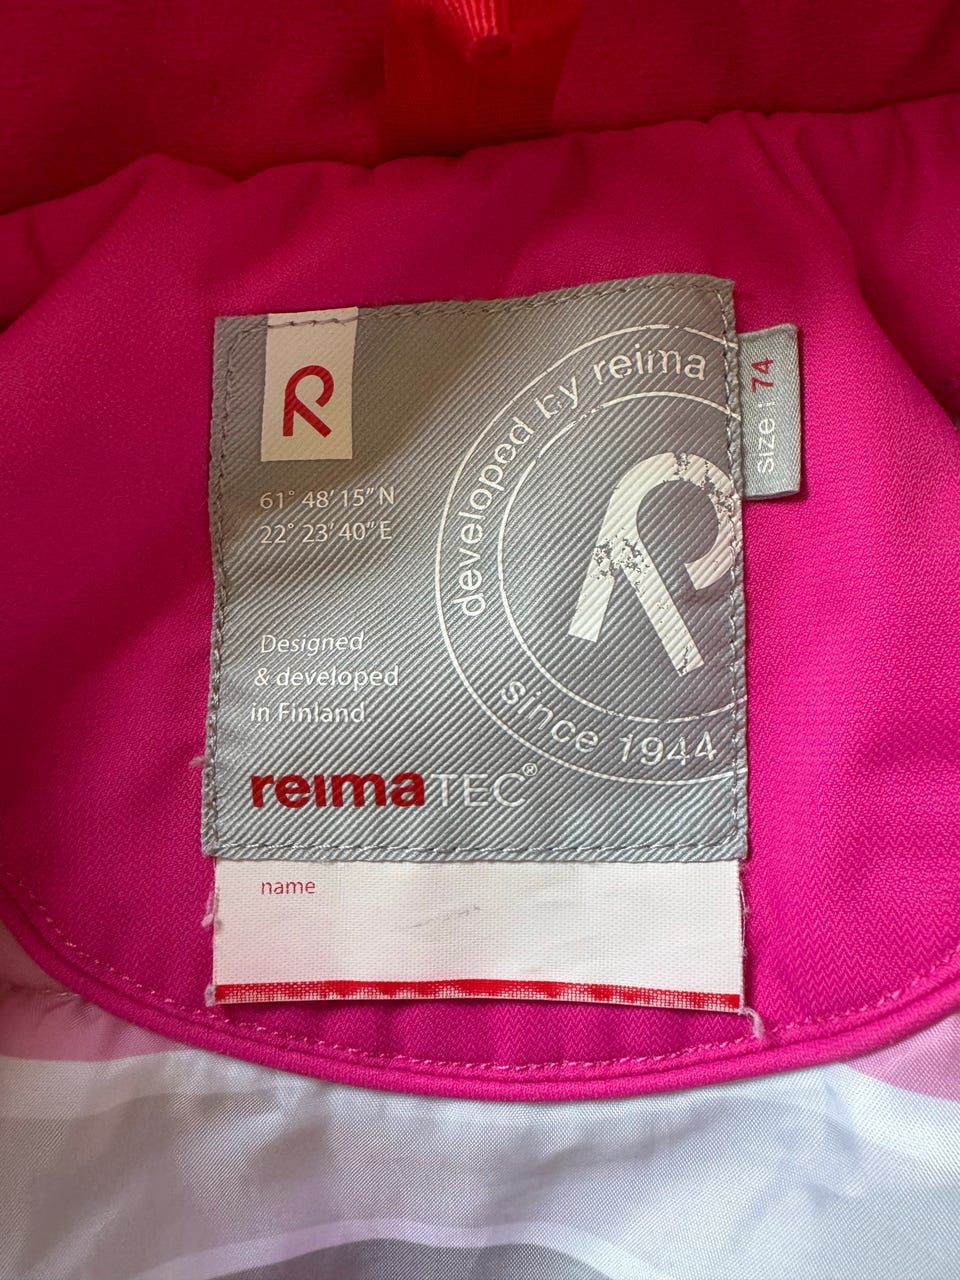 R
61° 48' 15" N
22° 23' 40" E
Designed
& developed
in Finland
reimaTEC®
developed by reima
R
since 1944
size: 74
name